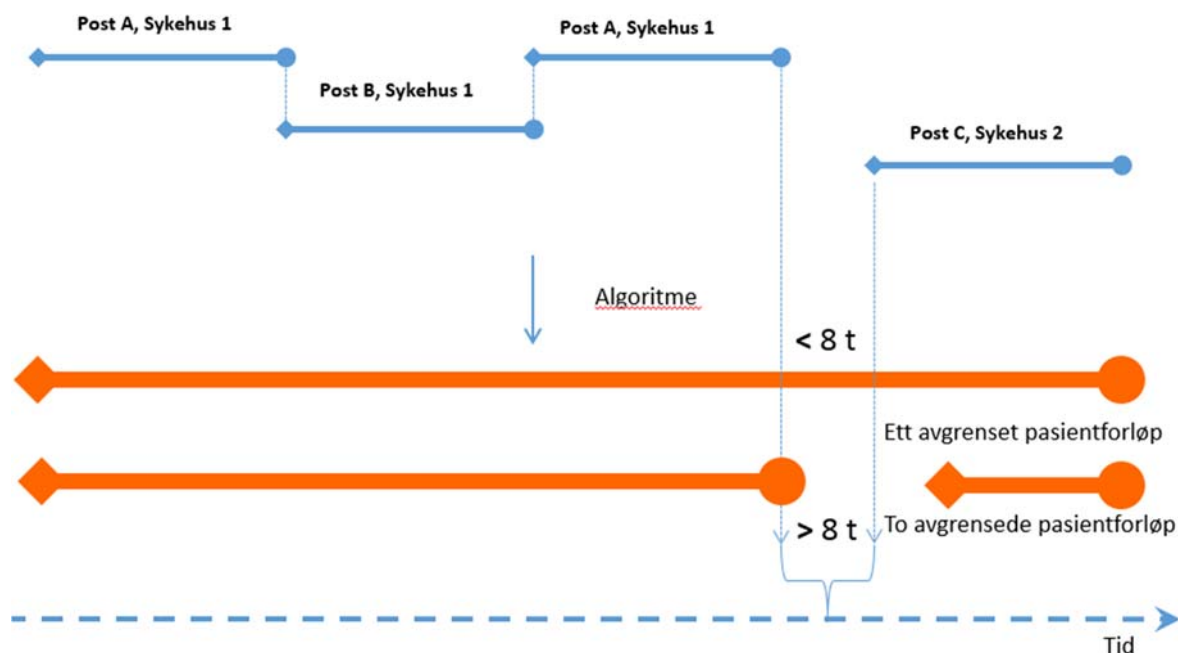 Post A, Sykehus 1
Post A, Sykehus 1
Post B, Sykehus 1
Post C, Sykehus 2
Algoritme
< 8 t
Ett avgrenset pasientforløp
> 8 t
To avgrensede pasientforløp
Tid